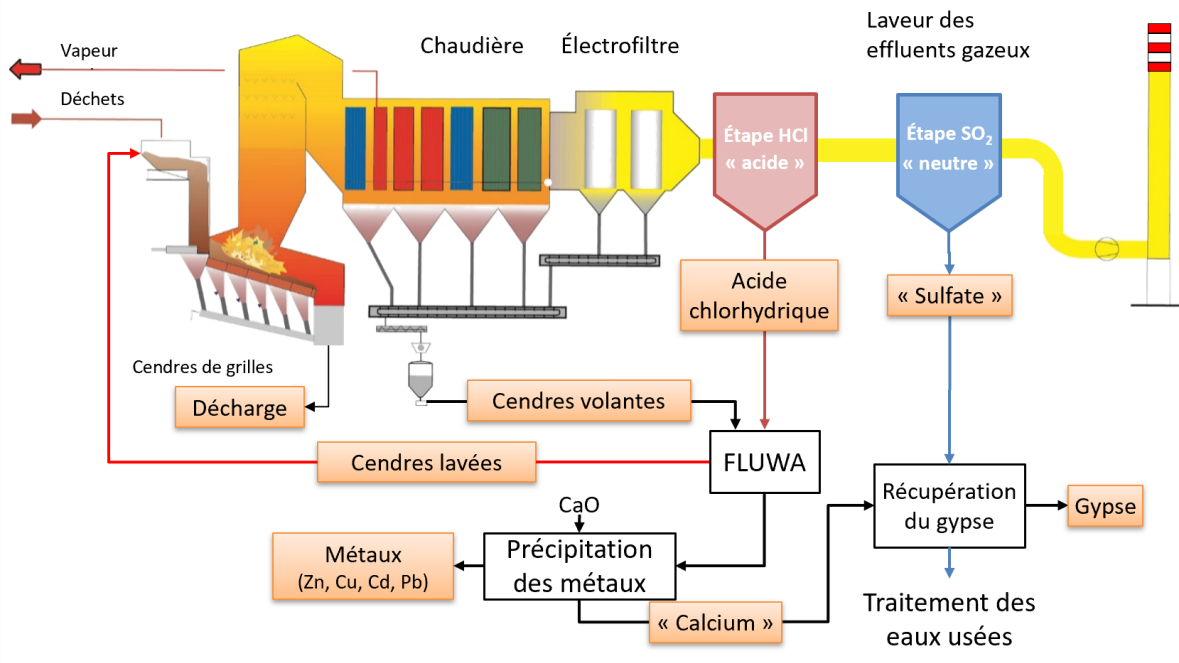 Vapeur
Déchets
Chaudière
Électrofiltre
Laveur des
effluents gazeux
Étape HCl
« acide »
Étape SO₂
« neutre »
Acide
chlorhydrique
« Sulfate »
Cendres de grilles
Décharge
Cendres volantes
Cendres lavées
FLUWA
CaO
Précipitation
des métaux
Métaux
(Zn, Cu, Cd, Pb)
« Calcium »
Récupération
du gypse
Gypse
Traitement des
eaux usées